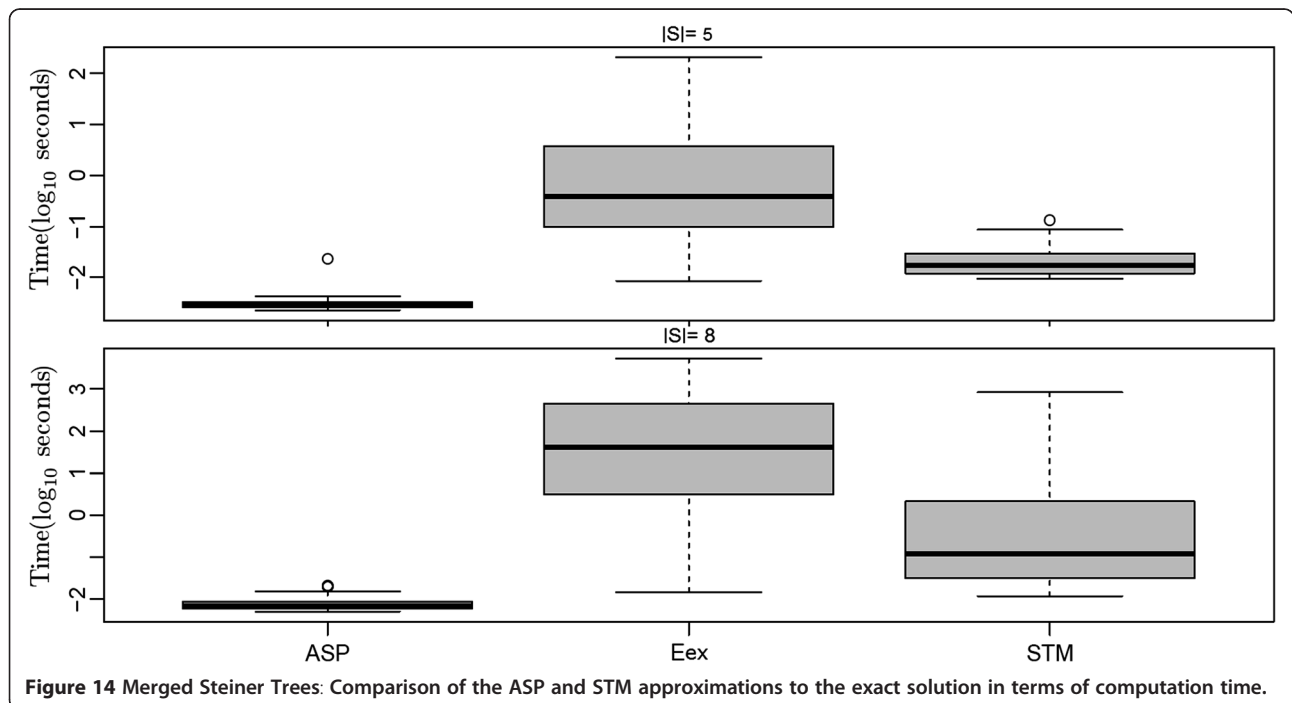 |S|= 5
Time(log₁₀ seconds)
2
1
0
−1
−2
|S|= 8
Time(log₁₀ seconds)
3
2
1
0
−2
ASP
Eex
STM
Figure 14 Merged Steiner Trees: Comparison of the ASP and STM approximations to the exact solution in terms of computation time.